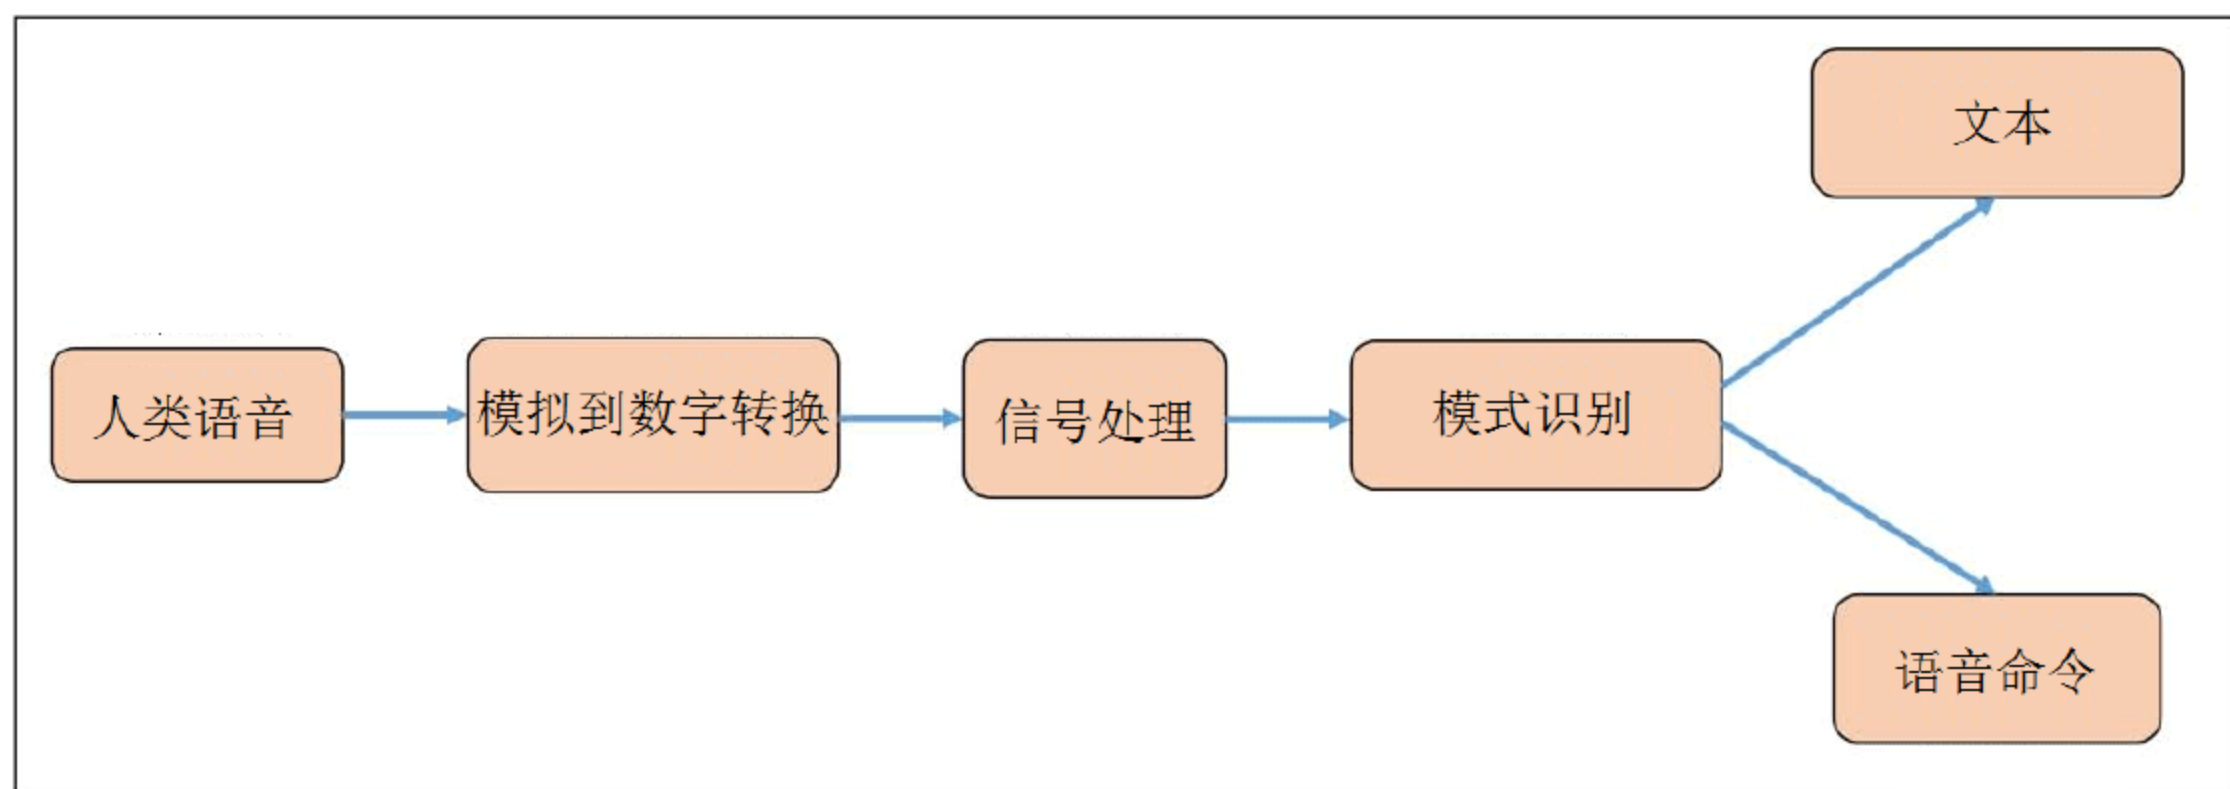 文本
人类语音
模拟到数字转换
信号处理
模式识别
语音命令